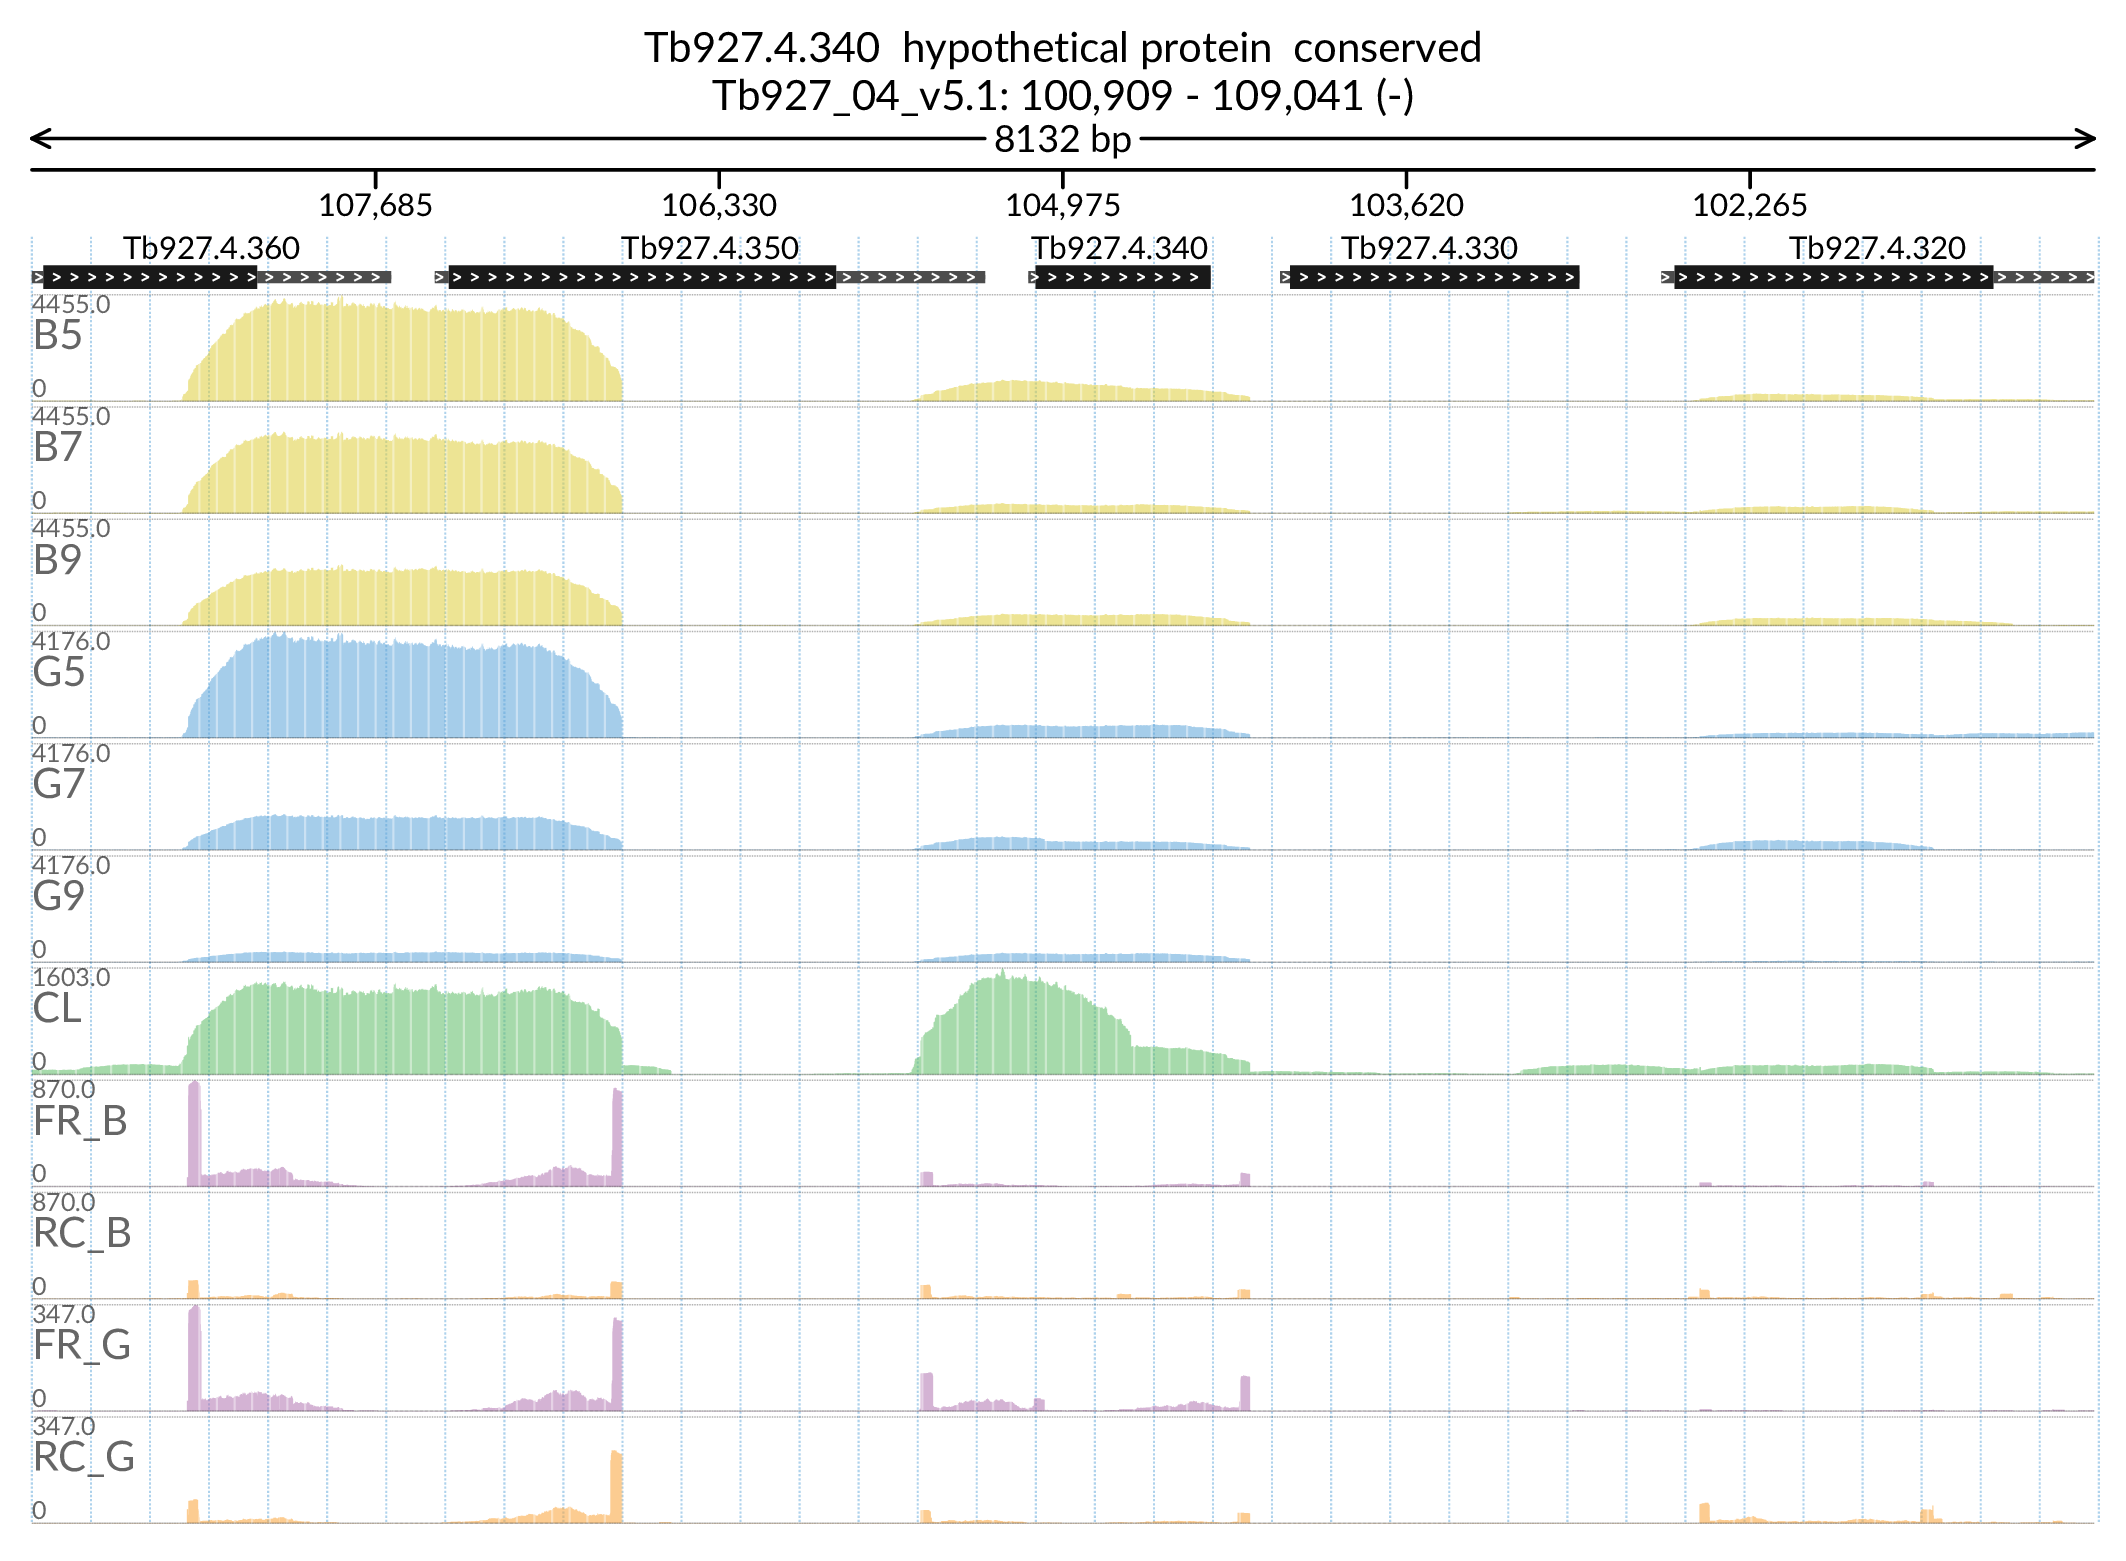 Tb927.4.340 hypothetical protein conserved
Tb927_04_v5.1: 100,909 - 109,041 (-)
8132 bp
107,685 106,330 104,975 103,620 102,265
Tb927.4.360 Tb927.4.350 Tb927.4.340 Tb927.4.330 Tb927.4.320
4455.0
B5
0
4455.0
B7
0
4455.0
B9
0
4176.0
G5
0
4176.0
G7
0
4176.0
G9
0
1603.0
CL
0
870.0
FR_B
0
870.0
RC_B
0
347.0
FR_G
0
347.0
RC_G
0